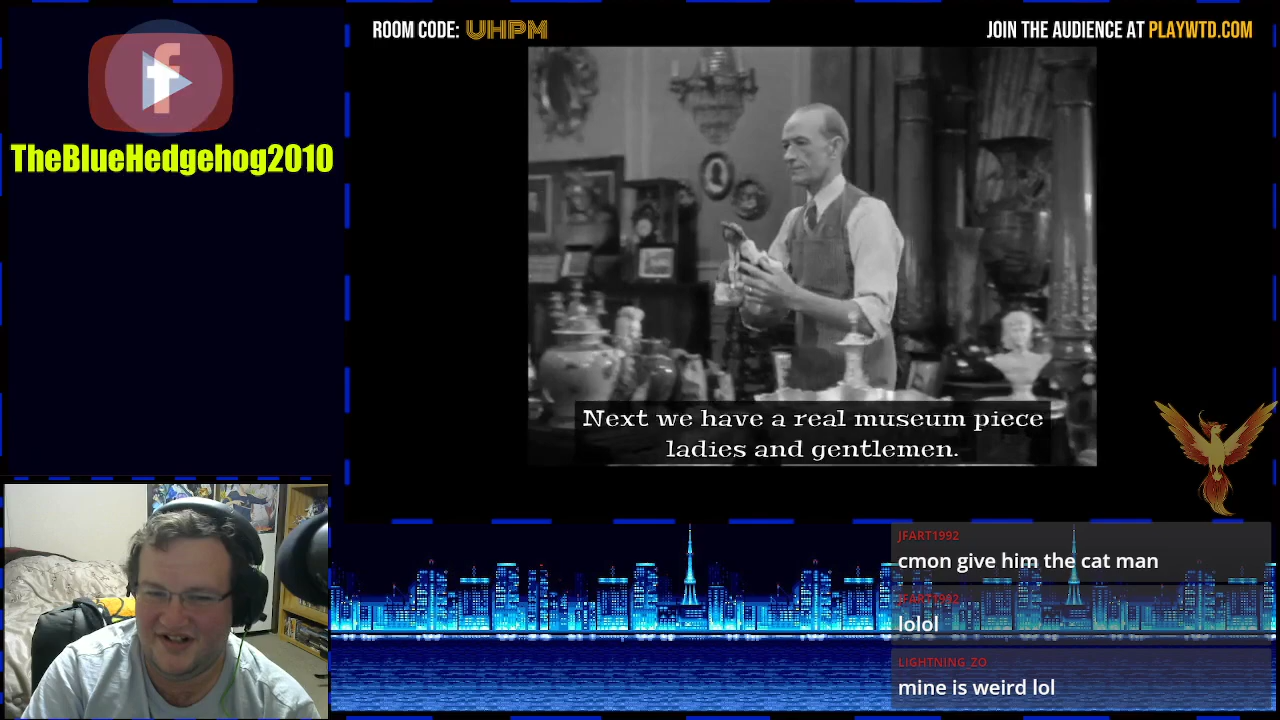 ROOM CODE: UHPM
JOIN THE AUDIENCE AT PLAYWTD.COM
f
TheBlueHedgehog2010
Next we have a real museum piece
ladies and gentlemen.
JFART1992
cmon give him the cat man
JFART1992
lolol
LIGHTNING_ZO
mine is weird lol